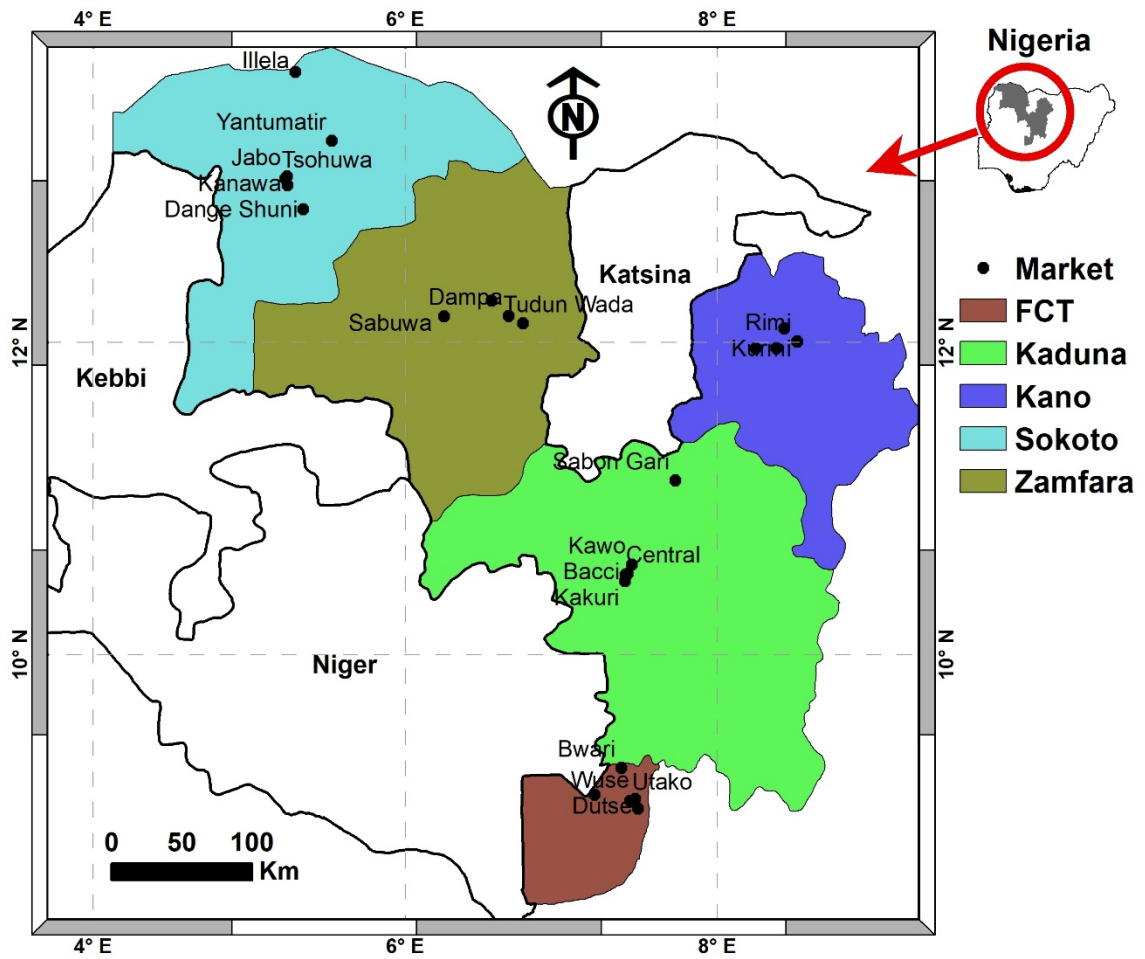 4° E
6° E
8° E
Nigeria
Illela
N
Yantumatir
Jabo
Tsohuwa
Kanawa
Dange Shuni
Katsina
Market
Dampa
Tudun Wada
Sabuwa
Rimi
Kurmi
FCT
12° N
12° N
Kaduna
Kebbi
Kano
Sokoto
Sabon Gari
Zamfara
Kawo
Central
Bacci
Kakuri
10° N
10° N
Niger
Bwari
Wuse
Utako
Dutse
0 50 100
Km
4° E
6° E
8° E